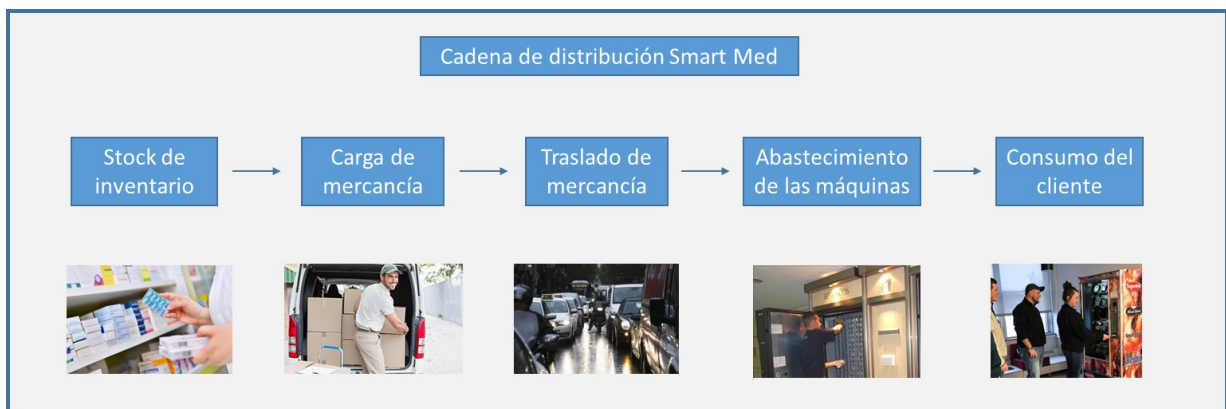 Cadena de distribución Smart Med
Stock de
inventario
Carga de
mercancía
Traslado de
mercancía
Abastecimiento
de las máquinas
Consumo del
cliente